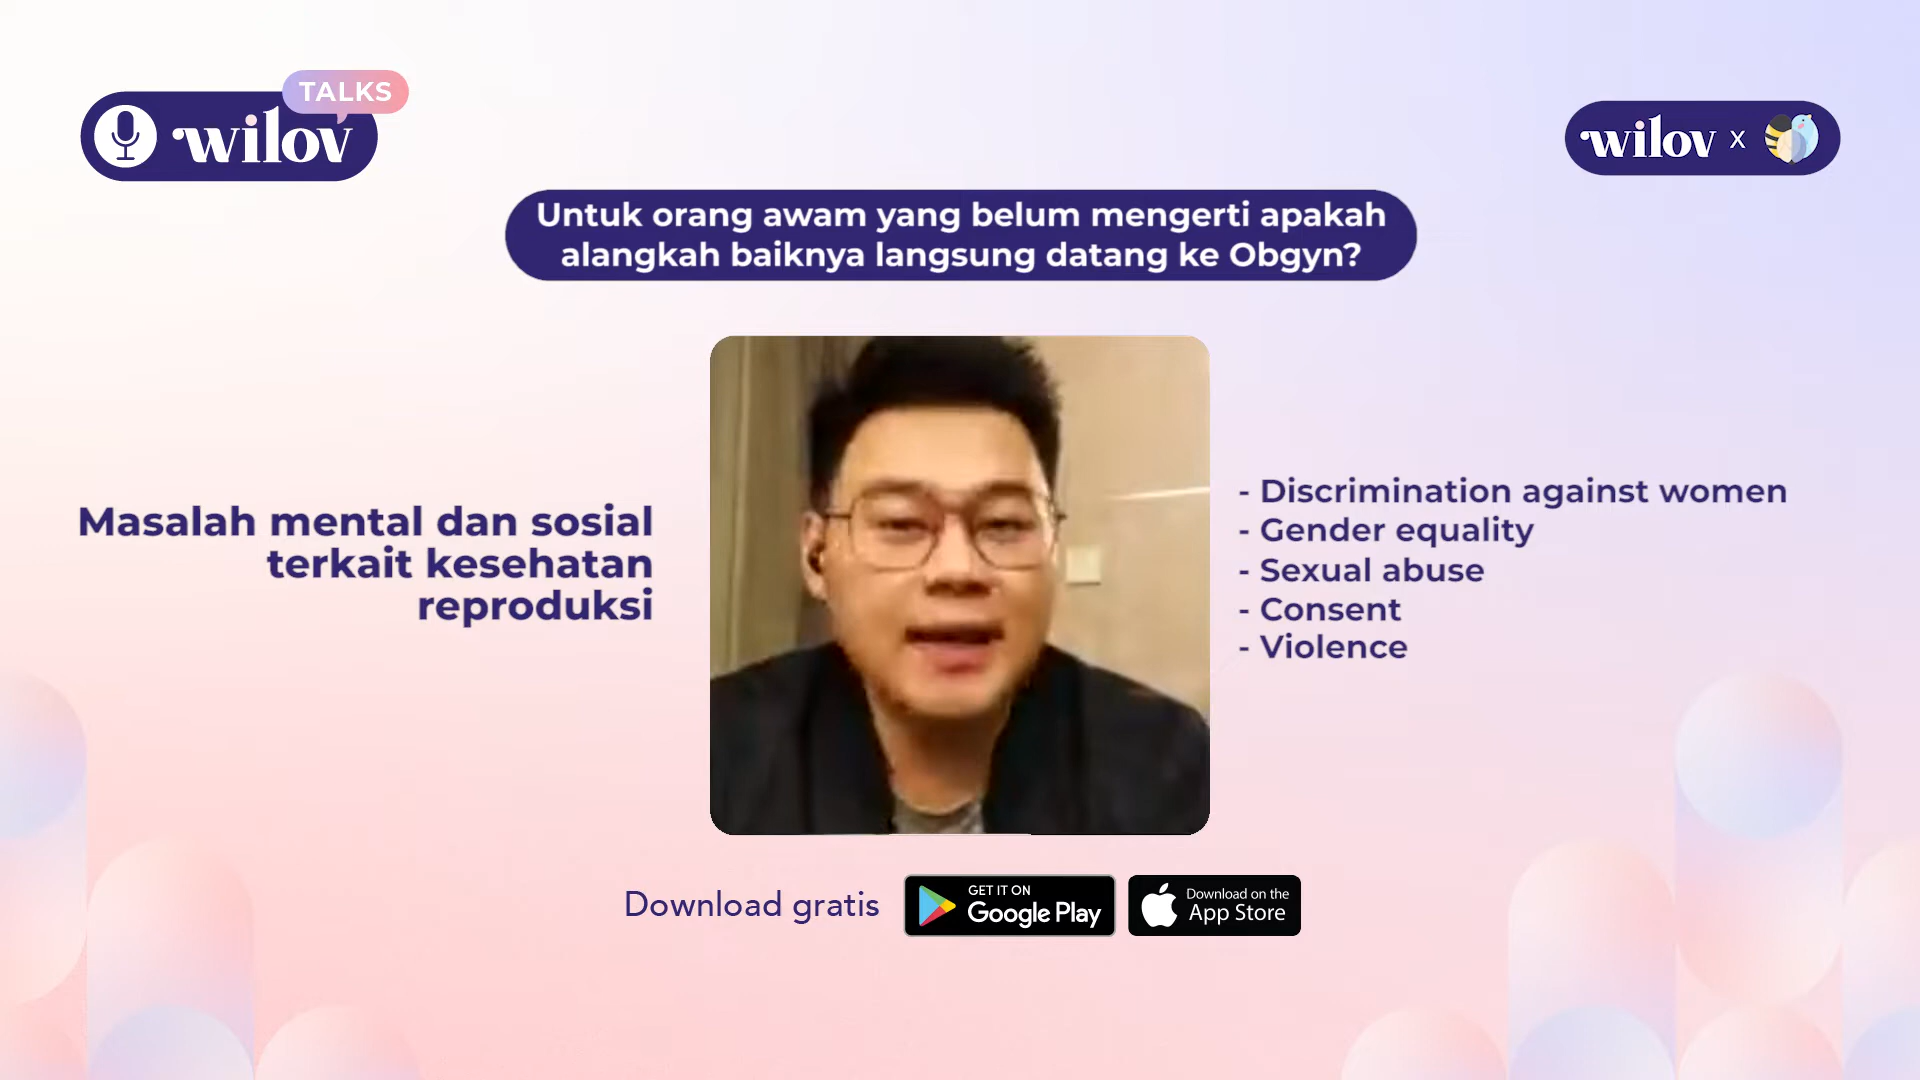 TALKS
wilov
wilov x
Untuk orang awam yang belum mengerti apakah
alangkah baiknya langsung datang ke Obgyn?
Masalah mental dan sosial
terkait kesehatan
reproduksi
- Discrimination against women
- Gender equality
- Sexual abuse
- Consent
- Violence
Download gratis
GET IT ON
Google Play
Download on the
App Store